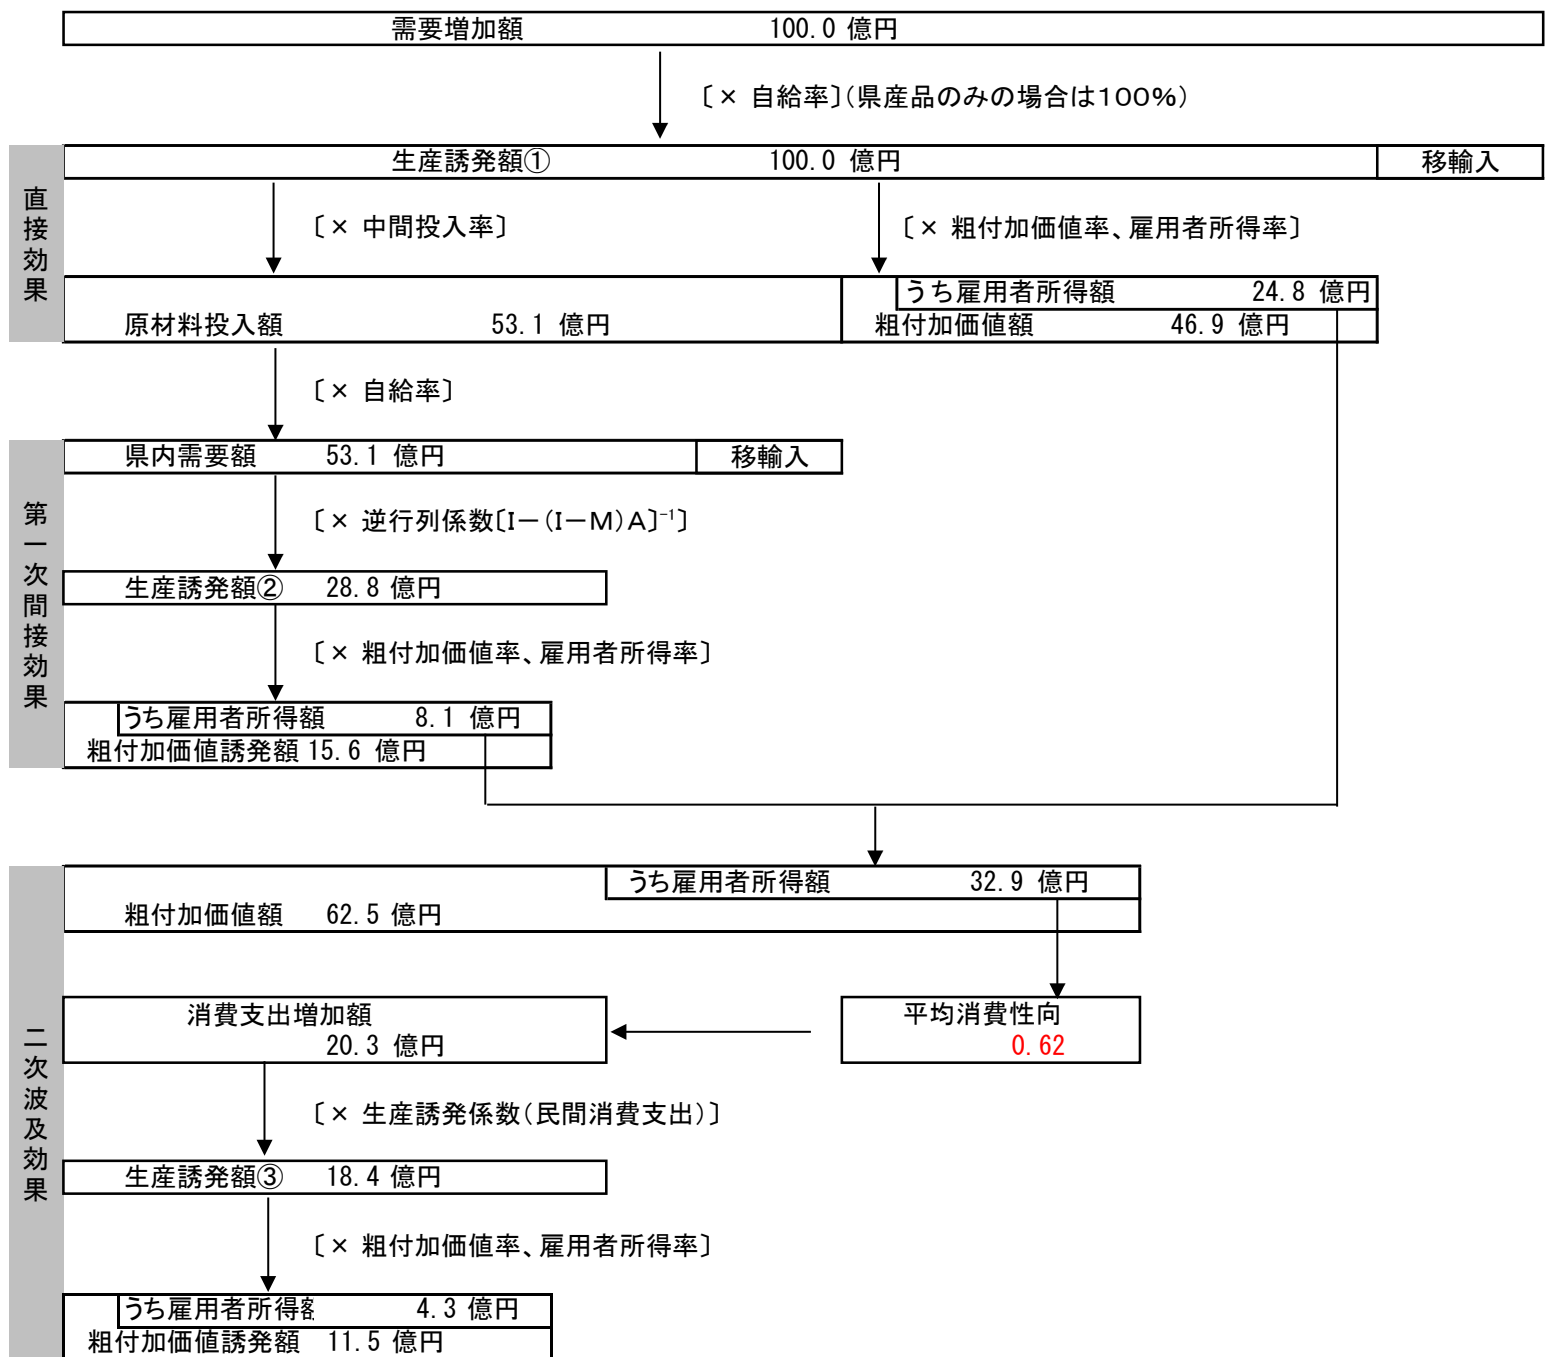 需要増加額 100.0 億円
〔× 自給率〕(県産品のみの場合は100%)
直接効果
生産誘発額① 100.0 億円 移輸入
〔× 中間投入率〕 〔× 粗付加価値率、雇用者所得率〕
うち雇用者所得額 24.8 億円
原材料投入額 53.1 億円 粗付加価値額 46.9 億円
〔× 自給率〕
第一次間接効果
県内需要額 53.1 億円 移輸入
〔× 逆行列係数〔I-(I-M)A〕⁻¹〕
生産誘発額② 28.8 億円
〔× 粗付加価値率、雇用者所得率〕
うち雇用者所得額 8.1 億円
粗付加価値誘発額 15.6 億円
二次波及効果
うち雇用者所得額 32.9 億円
粗付加価値額 62.5 億円
消費支出増加額 平均消費性向
20.3 億円 0.62
〔× 生産誘発係数(民間消費支出)〕
生産誘発額③ 18.4 億円
〔× 粗付加価値率、雇用者所得率〕
うち雇用者所得額 4.3 億円
粗付加価値誘発額 11.5 億円